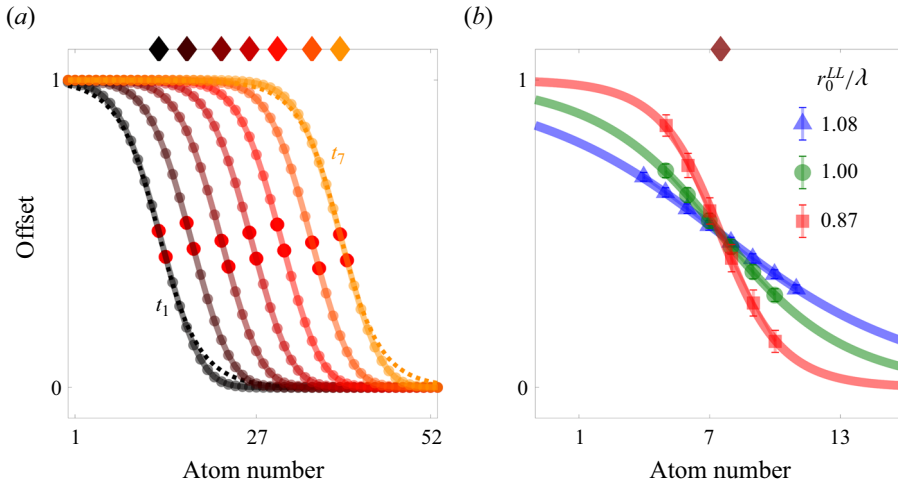 (a)
(b)
Offset
1
0
t₁
t₇
1
27
52
Atom number
1
0
r₀ᴸᴸ/λ
1.08
1.00
0.87
1
7
13
Atom number